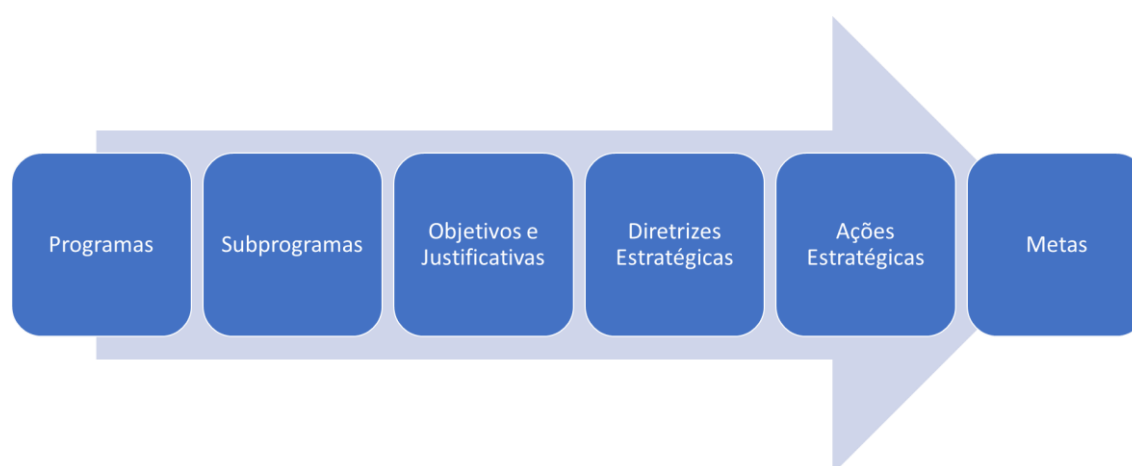 Programas
Subprogramas
Objetivos e
Justificativas
Diretrizes
Estratégicas
Ações
Estratégicas
Metas